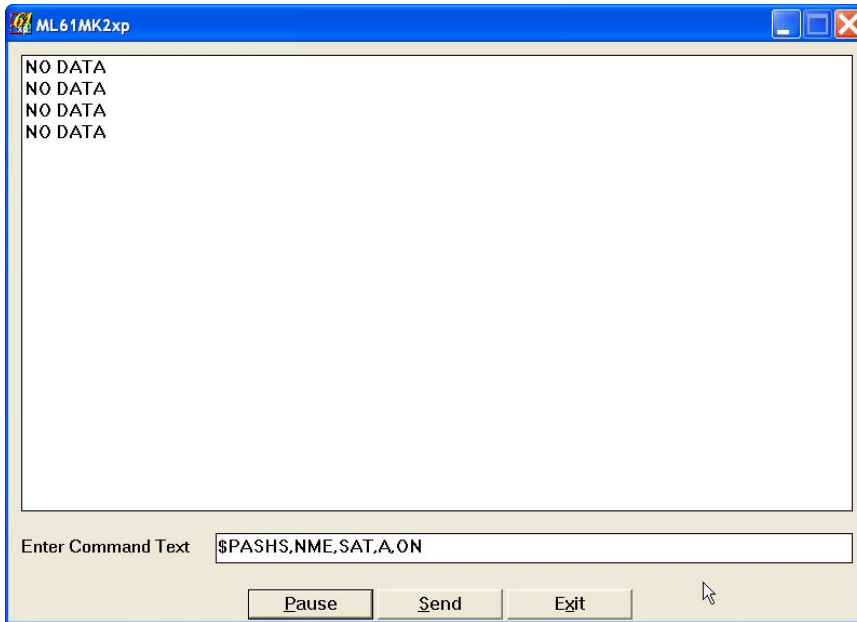 ML61MK2xp
NO DATA
NO DATA
NO DATA
NO DATA
Enter Command Text
$PASHS,NME,SAT,A,ON
Pause
Send
Exit